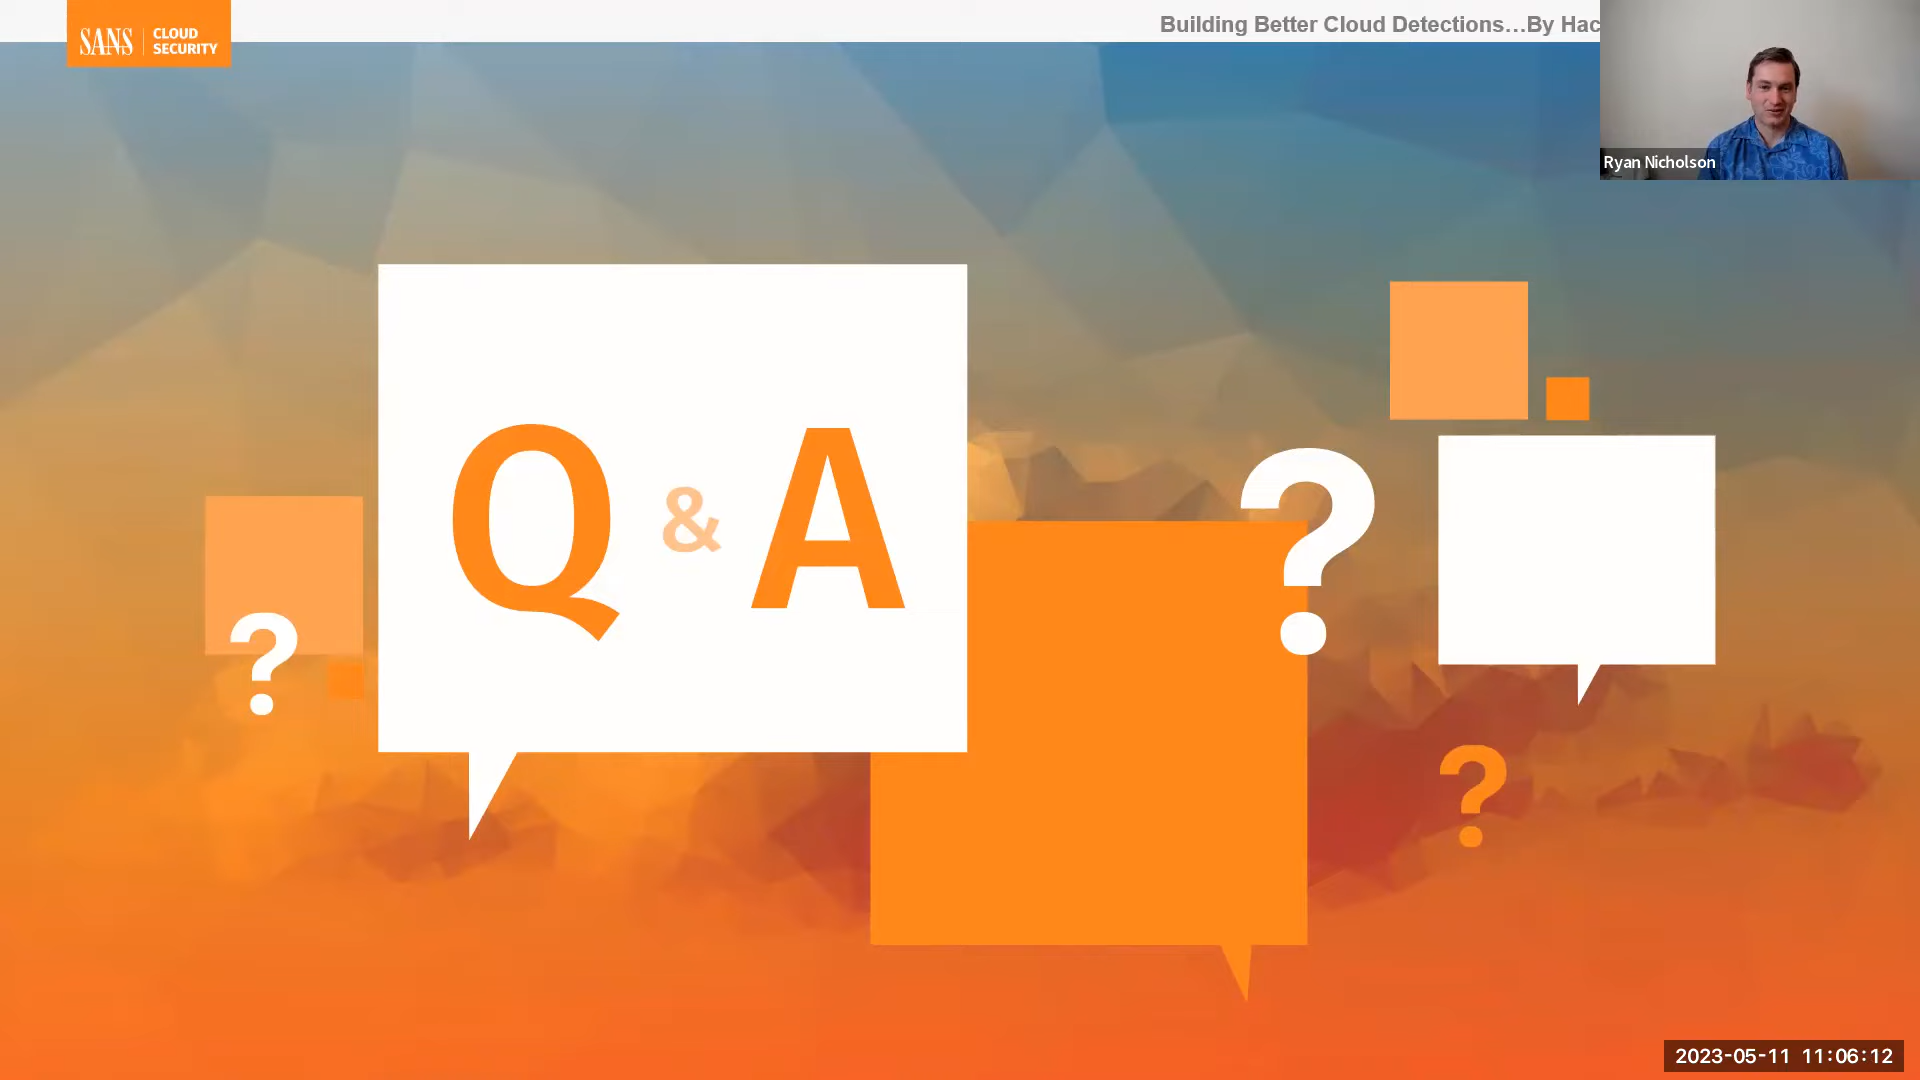 SANS
CLOUD
SECURITY
Building Better Cloud Detections...By Hac
Ryan Nicholson
Q & A
?
?
?
2023-05-11 11:06:12